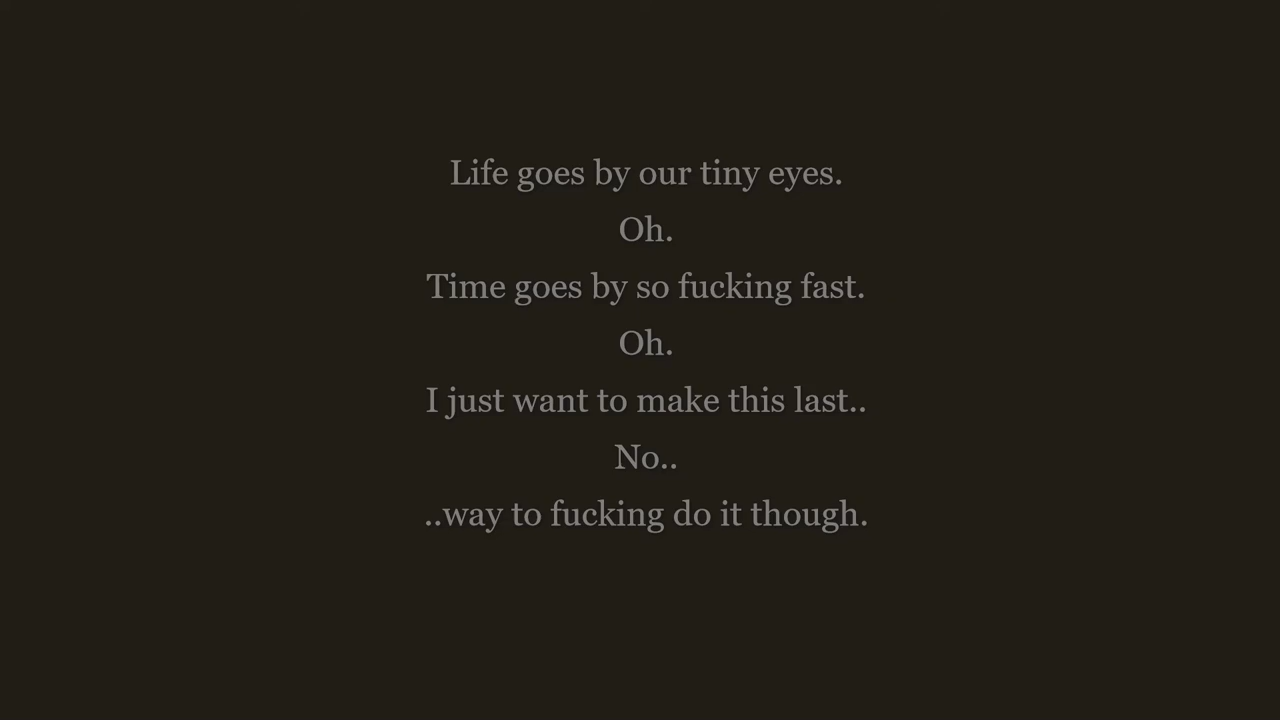 Life goes by our tiny eyes.
Oh.
Time goes by so fucking fast.
Oh.
I just want to make this last..
No..
..way to fucking do it though.